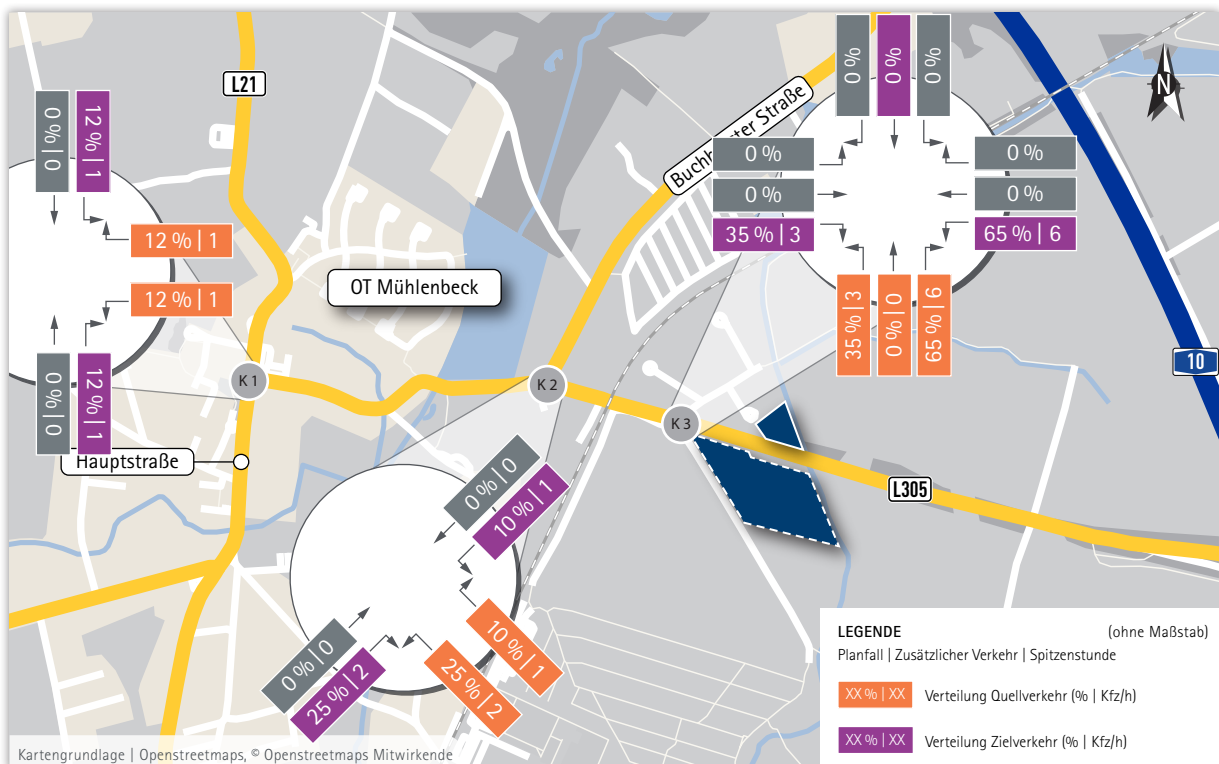 L21
Buchh
ster Straße
N
OT Mühlenbeck
K 1
K 2
K 3
10
Hauptstraße
L305
0 % | 0
12 % | 1
12 % | 1
12 % | 1
0 % | 0
12 % | 1
0 %
0 %
0 %
0 %
0 %
0 %
0 %
35 % | 3
65 % | 6
35 % | 3
0 % | 0
65 % | 6
0 % | 0
10 % | 1
0 % | 0
25 % | 2
25 % | 2
10 % | 1
LEGENDE
(ohne Maßstab)
Planfall | Zusätzlicher Verkehr | Spitzenstunde
XX % | XX Verteilung Quellverkehr (% | Kfz/h)
XX % | XX Verteilung Zielverkehr (% | Kfz/h)
Kartengrundlage | Openstreetmaps, © Openstreetmaps Mitwirkende